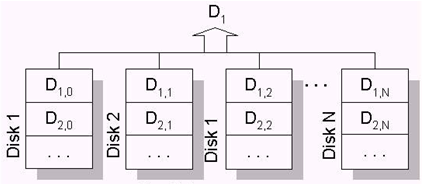 D1
Disk 1 D1,0 Disk 2 D1,1 Disk 1 D1,2 ... Disk N D1,N
D2,0 D2,1 D2,2 D2,N
... ... ... ...